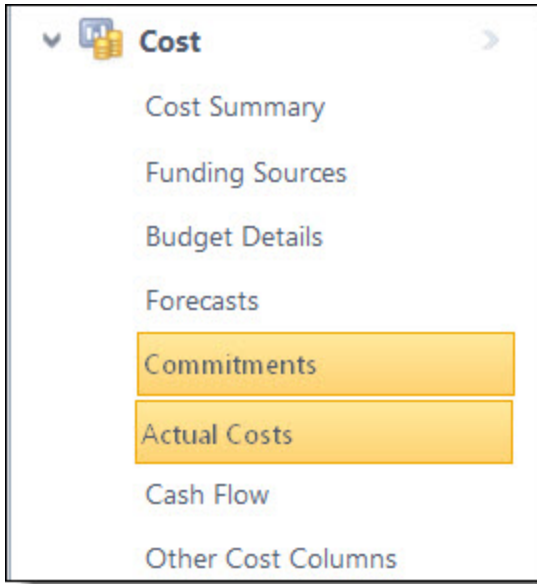 Cost
Cost Summary
Funding Sources
Budget Details
Forecasts
Commitments
Actual Costs
Cash Flow
Other Cost Columns